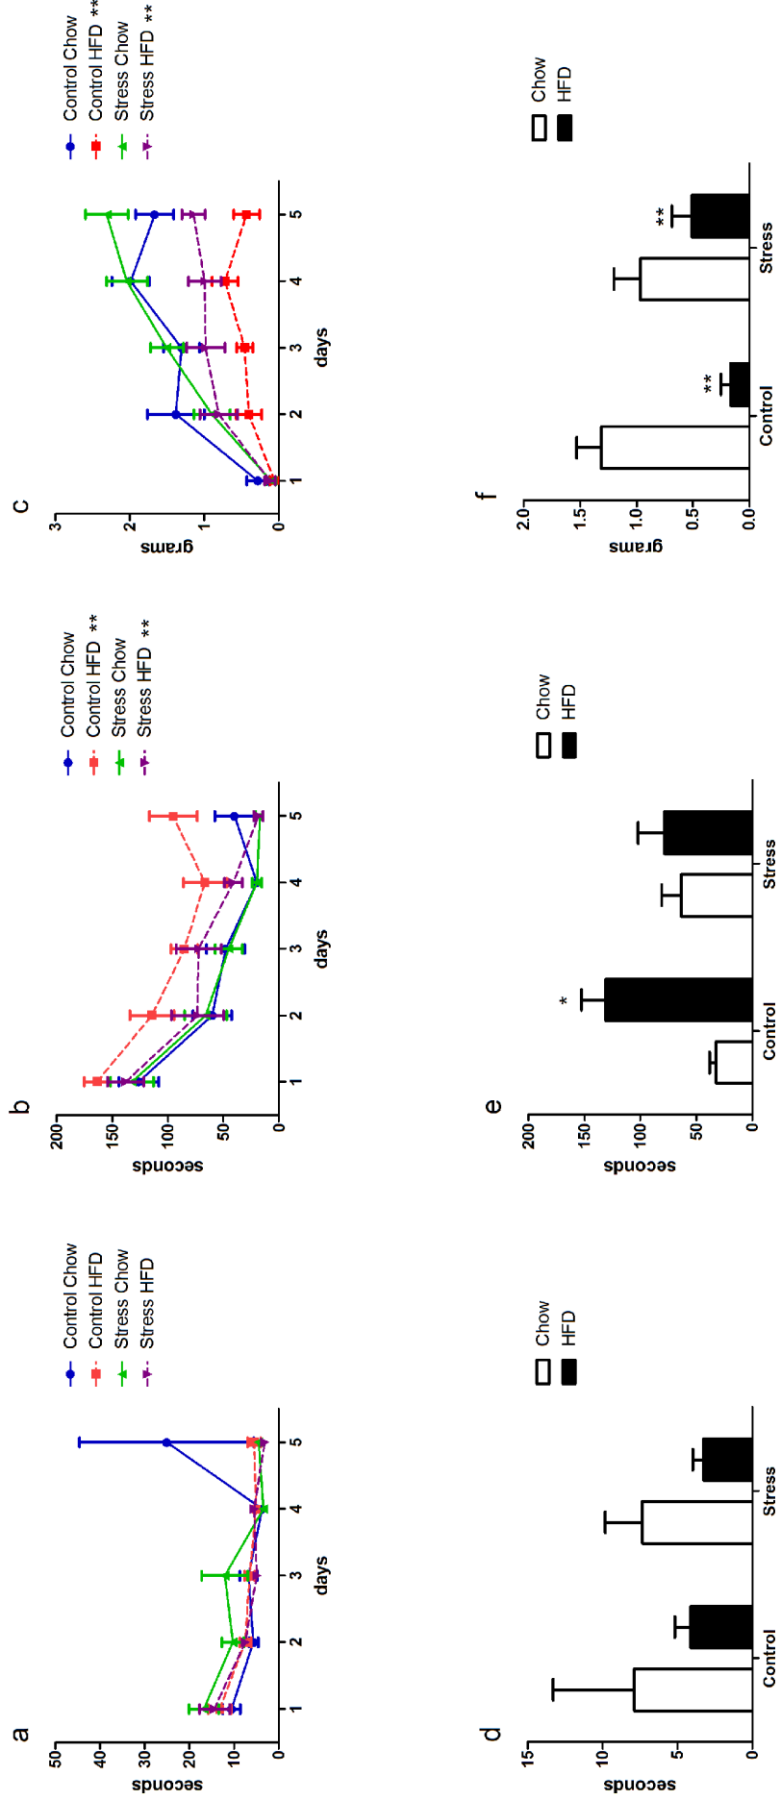 a
Control Chow
Control HFD
Stress Chow
Stress HFD
50
40
30
20
10
0
seconds
1 2 3 4 5
days
b
Control Chow
Control HFD **
Stress Chow
Stress HFD **
200
150
100
50
0
seconds
1 2 3 4 5
days
c
Control Chow
Control HFD **
Stress Chow
Stress HFD **
3
2
1
0
grams
1 2 3 4 5
days
d
Chow
HFD
15
10
5
0
seconds
Control Stress
e
Chow
HFD
200
150
100
50
0
seconds
*
Control Stress
f
Chow
HFD
2.0
1.5
1.0
0.5
0.0
grams
** **
Control Stress